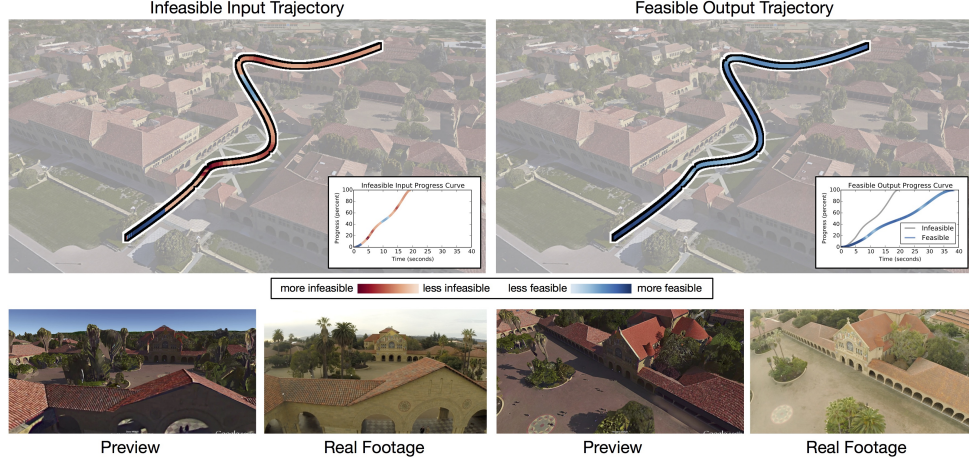 Infeasible Input Trajectory
Feasible Output Trajectory
Infeasible Input Progress Curve
Progress (percent)
100
80
60
40
20
0
0 5 10 15 20 25 30 35 40
Time (seconds)
Feasible Output Progress Curve
Progress (percent)
100
80
60
40
20
0
Infeasible
Feasible
0 5 10 15 20 25 30 35 40
Time (seconds)
more infeasible less infeasible less feasible more feasible
Preview
Real Footage
Preview
Real Footage